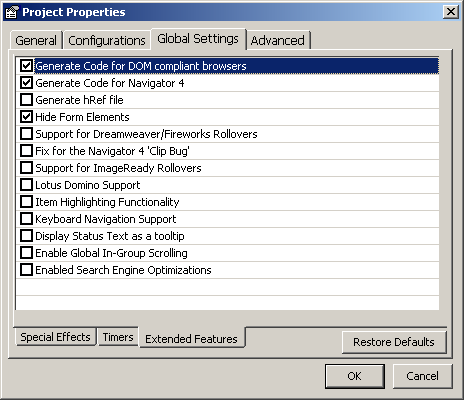 Project Properties
General
Configurations
Global Settings
Advanced
Generate Code for DOM compliant browsers
Generate Code for Navigator 4
Generate hRef file
Hide Form Elements
Support for Dreamweaver/Fireworks Rollovers
Fix for the Navigator 4 'Clip Bug'
Support for ImageReady Rollovers
Lotus Domino Support
Item Highlighting Functionality
Keyboard Navigation Support
Display Status Text as a tooltip
Enable Global In-Group Scrolling
Enabled Search Engine Optimizations
Special Effects
Timers
Extended Features
Restore Defaults
OK
Cancel